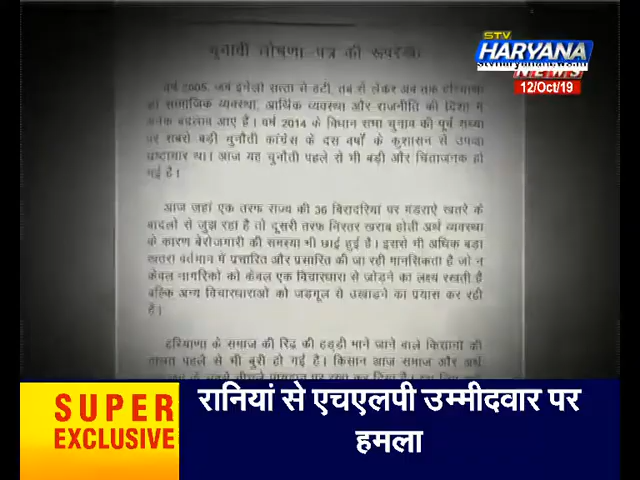 STV
HARYANA
NEWS
stvharyananews.in
12/Oct/19
चुनावी घोषणा-पत्र की रूपरेखा
वर्ष 2005, जब इनेलो सत्ता से हटी, तब से लेकर अब तक हरियाणा
की सामाजिक व्यवस्था, आर्थिक व्यवस्था और राजनीति की दिशा में
अनेक बदलाव आए हैं। वर्ष 2014 के विधान सभा चुनाव की पूर्व संध्या
पर सबसे बड़ी चुनौती कांग्रेस के दस वर्षों के कुशासन से उपजा
भ्रष्टाचार था। आज यह चुनौती पहले से भी बड़ी और चिंताजनक हो
गई है।
आज जहां एक तरफ राज्य की 36 बिरादरियां पर मंडराऐ खतरे के
बादलों से जुझ रहा है तो दूसरी तरफ निरंतर खराब होती अर्थ व्यवस्था
के कारण बेरोजगारी की समस्या भी छाई हुई है। इससे भी अधिक बड़ा
खतरा वर्तमान में प्रचारित और प्रसारित की जा रही मानसिकता है जो न
केवल नागरिकों को केवल एक विचारधारा से जोड़ने का लक्ष्य रखती है
बल्कि अन्य विचारधाराओं को जड़मूल से उखाड़ने का प्रयास कर रही
है।
हरियाणा के समाज की रिढ़ की हड्डी माने जाने वाले किसानों की
हालत पहले से भी बुरी हो गई है। किसान आज समाज और अर्थ
SUPER
EXCLUSIVE
रानियां से एचएलपी उम्मीदवार पर
हमला